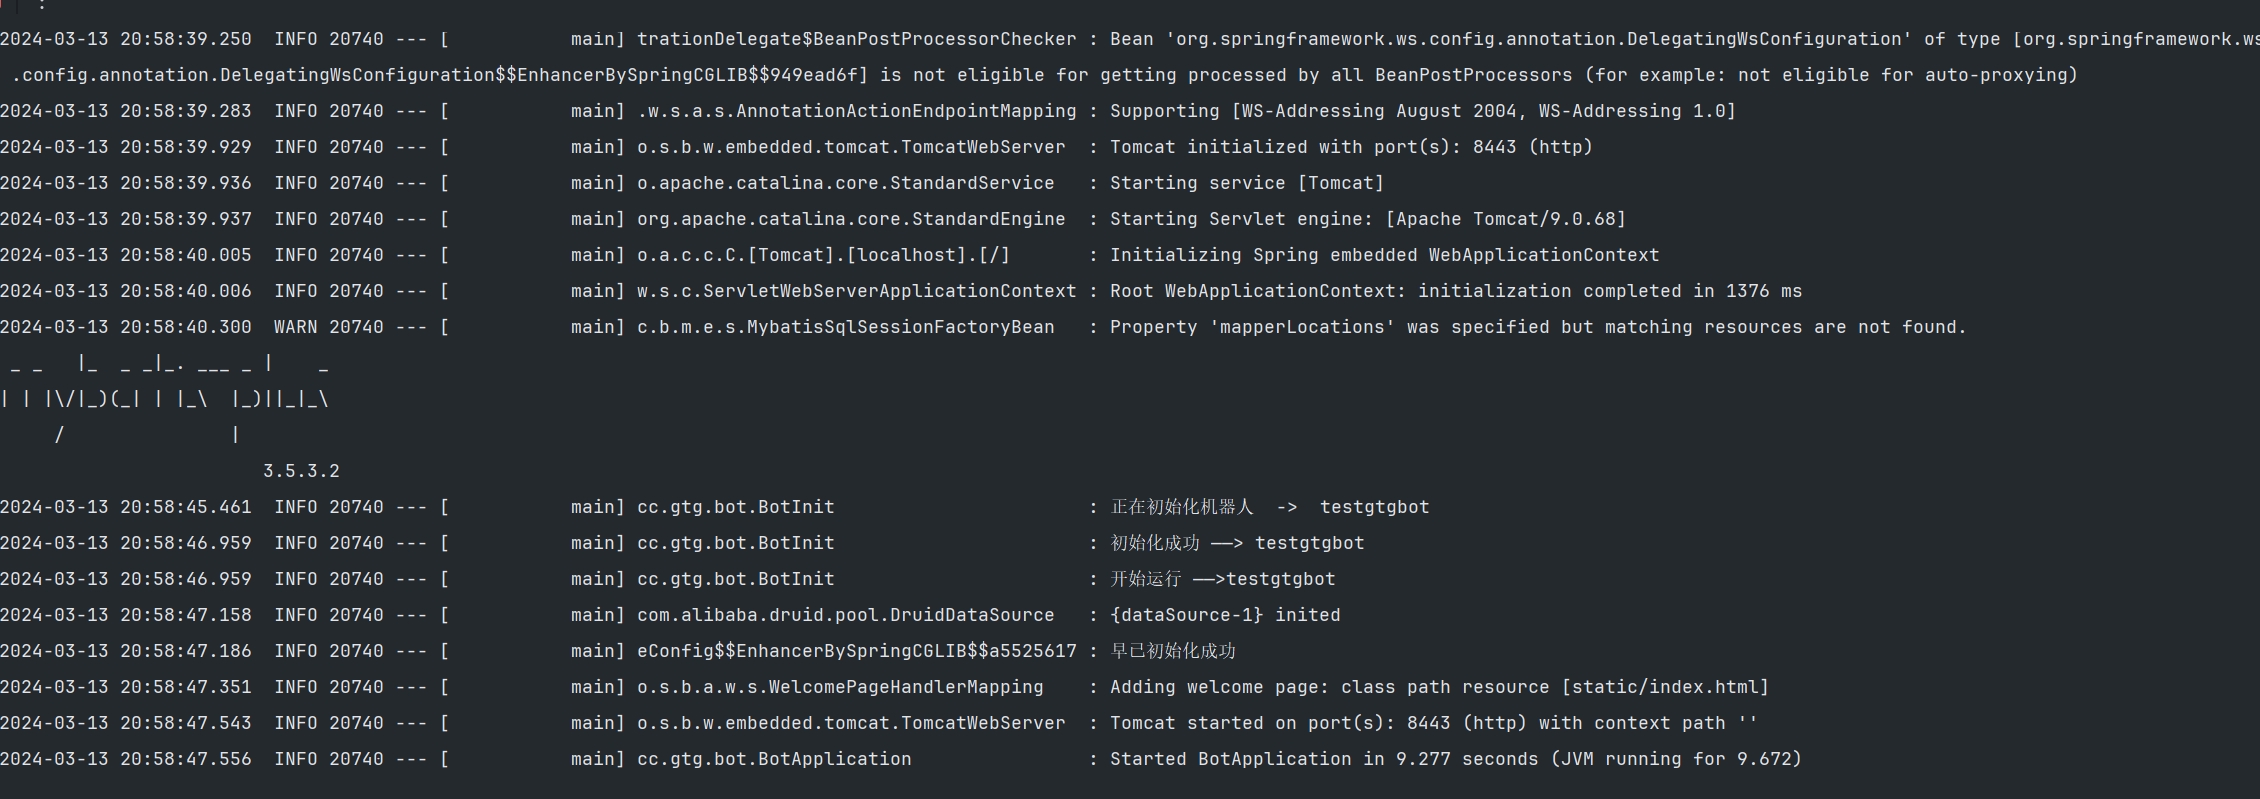 :
2024-03-13 20:58:39.250  INFO 20740 --- [           main] trationDelegate$BeanPostProcessorChecker : Bean 'org.springframework.ws.config.annotation.DelegatingWsConfiguration' of type [org.springframework.ws
.config.annotation.DelegatingWsConfiguration$$EnhancerBySpringCGLIB$$949ead6f] is not eligible for getting processed by all BeanPostProcessors (for example: not eligible for auto-proxying)
2024-03-13 20:58:39.283  INFO 20740 --- [           main] .w.s.a.s.AnnotationActionEndpointMapping : Supporting [WS-Addressing August 2004, WS-Addressing 1.0]
2024-03-13 20:58:39.929  INFO 20740 --- [           main] o.s.b.w.embedded.tomcat.TomcatWebServer  : Tomcat initialized with port(s): 8443 (http)
2024-03-13 20:58:39.936  INFO 20740 --- [           main] o.apache.catalina.core.StandardService   : Starting service [Tomcat]
2024-03-13 20:58:39.937  INFO 20740 --- [           main] org.apache.catalina.core.StandardEngine  : Starting Servlet engine: [Apache Tomcat/9.0.68]
2024-03-13 20:58:40.005  INFO 20740 --- [           main] o.a.c.c.C.[Tomcat].[localhost].[/]       : Initializing Spring embedded WebApplicationContext
2024-03-13 20:58:40.006  INFO 20740 --- [           main] w.s.c.ServletWebServerApplicationContext : Root WebApplicationContext: initialization completed in 1376 ms
2024-03-13 20:58:40.300  WARN 20740 --- [           main] c.b.m.e.s.MybatisSqlSessionFactoryBean   : Property 'mapperLocations' was specified but matching resources are not found.
 _ _   |_  _ _|_. ___ _ |    _
| | |\/|_)(_| | |_\  |_)||_|_\
     /               |
                        3.5.3.2
2024-03-13 20:58:45.461  INFO 20740 --- [           main] cc.gtg.bot.BotInit                       : 正在初始化机器人  ->  testgtgbot
2024-03-13 20:58:46.959  INFO 20740 --- [           main] cc.gtg.bot.BotInit                       : 初始化成功 ——> testgtgbot
2024-03-13 20:58:46.959  INFO 20740 --- [           main] cc.gtg.bot.BotInit                       : 开始运行 ——>testgtgbot
2024-03-13 20:58:47.158  INFO 20740 --- [           main] com.alibaba.druid.pool.DruidDataSource   : {dataSource-1} inited
2024-03-13 20:58:47.186  INFO 20740 --- [           main] eConfig$$EnhancerBySpringCGLIB$$a5525617 : 早已初始化成功
2024-03-13 20:58:47.351  INFO 20740 --- [           main] o.s.b.a.w.s.WelcomePageHandlerMapping    : Adding welcome page: class path resource [static/index.html]
2024-03-13 20:58:47.543  INFO 20740 --- [           main] o.s.b.w.embedded.tomcat.TomcatWebServer  : Tomcat started on port(s): 8443 (http) with context path ''
2024-03-13 20:58:47.556  INFO 20740 --- [           main] cc.gtg.bot.BotApplication                : Started BotApplication in 9.277 seconds (JVM running for 9.672)